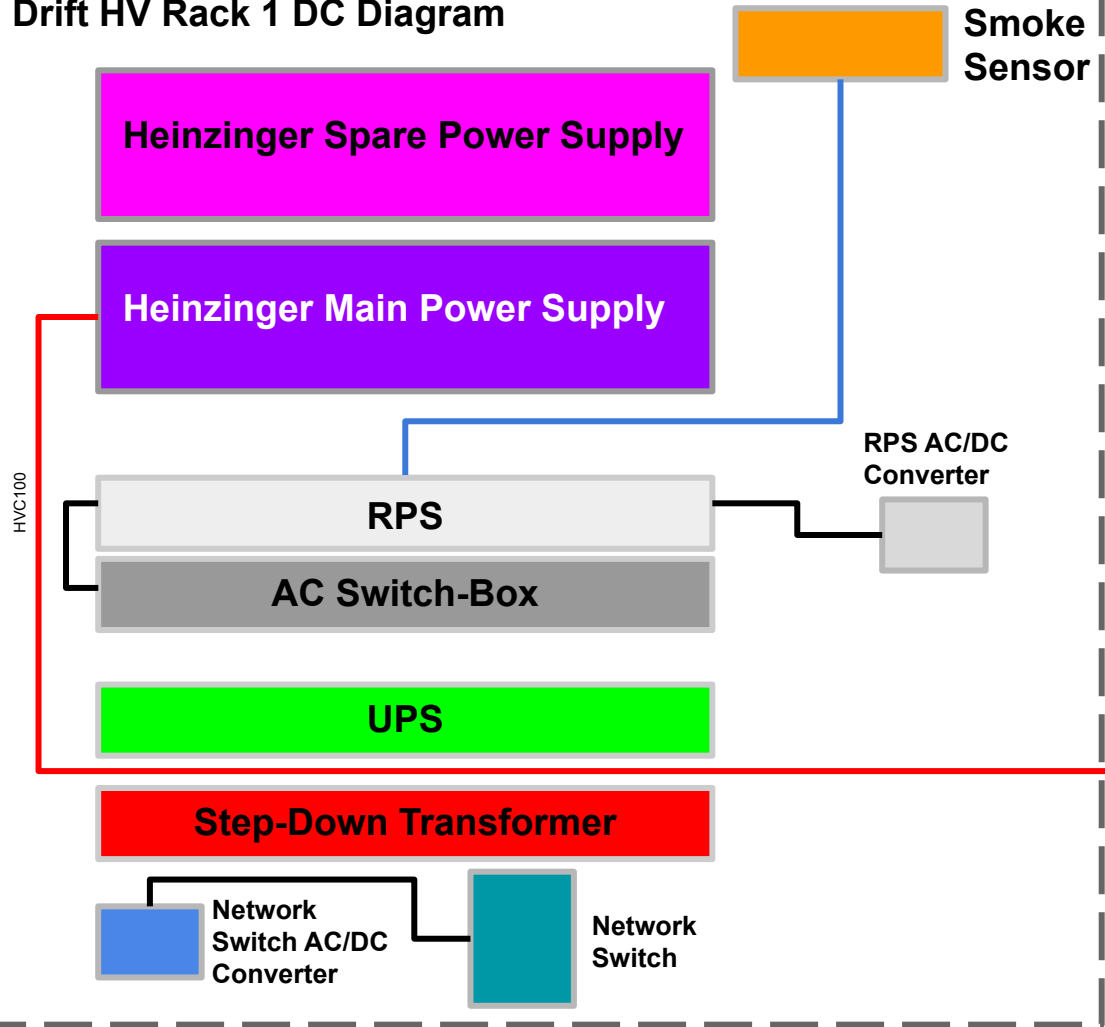 Drift HV Rack 1 DC Diagram
Smoke
Sensor
Heinzinger Spare Power Supply
Heinzinger Main Power Supply
HVC100
RPS AC/DC
Converter
RPS
AC Switch-Box
UPS
Step-Down Transformer
Network
Switch AC/DC
Converter
Network
Switch